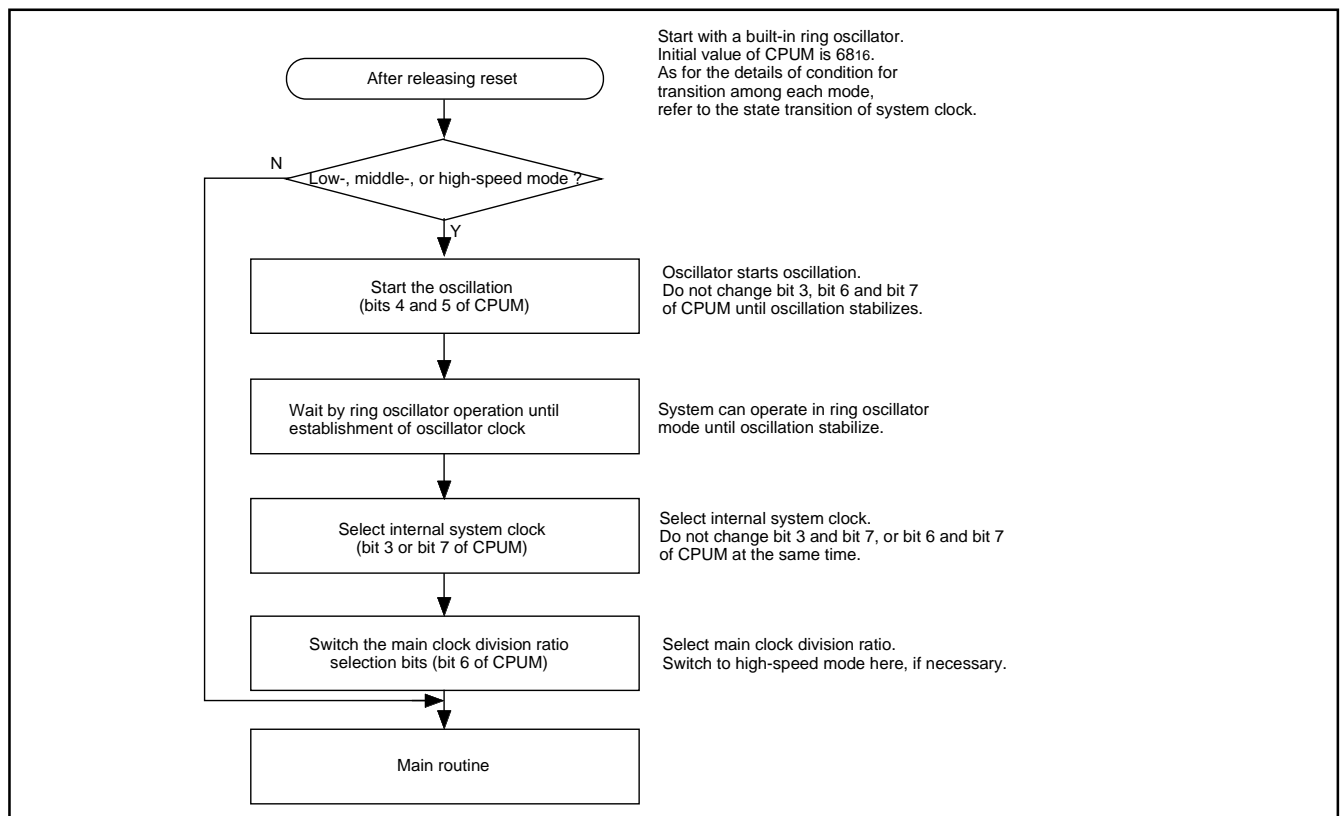 Start with a built-in ring oscillator.
Initial value of CPUM is 6816.
As for the details of condition for
transition among each mode,
refer to the state transition of system clock.
After releasing reset
N
Low-, middle-, or high-speed mode ?
Y
Start the oscillation
(bits 4 and 5 of CPUM)
Oscillator starts oscillation.
Do not change bit 3, bit 6 and bit 7
of CPUM until oscillation stabilizes.
Wait by ring oscillator operation until
establishment of oscillator clock
System can operate in ring oscillator
mode until oscillation stabilize.
Select internal system clock
(bit 3 or bit 7 of CPUM)
Select internal system clock.
Do not change bit 3 and bit 7, or bit 6 and bit 7
of CPUM at the same time.
Switch the main clock division ratio
selection bits (bit 6 of CPUM)
Select main clock division ratio.
Switch to high-speed mode here, if necessary.
Main routine